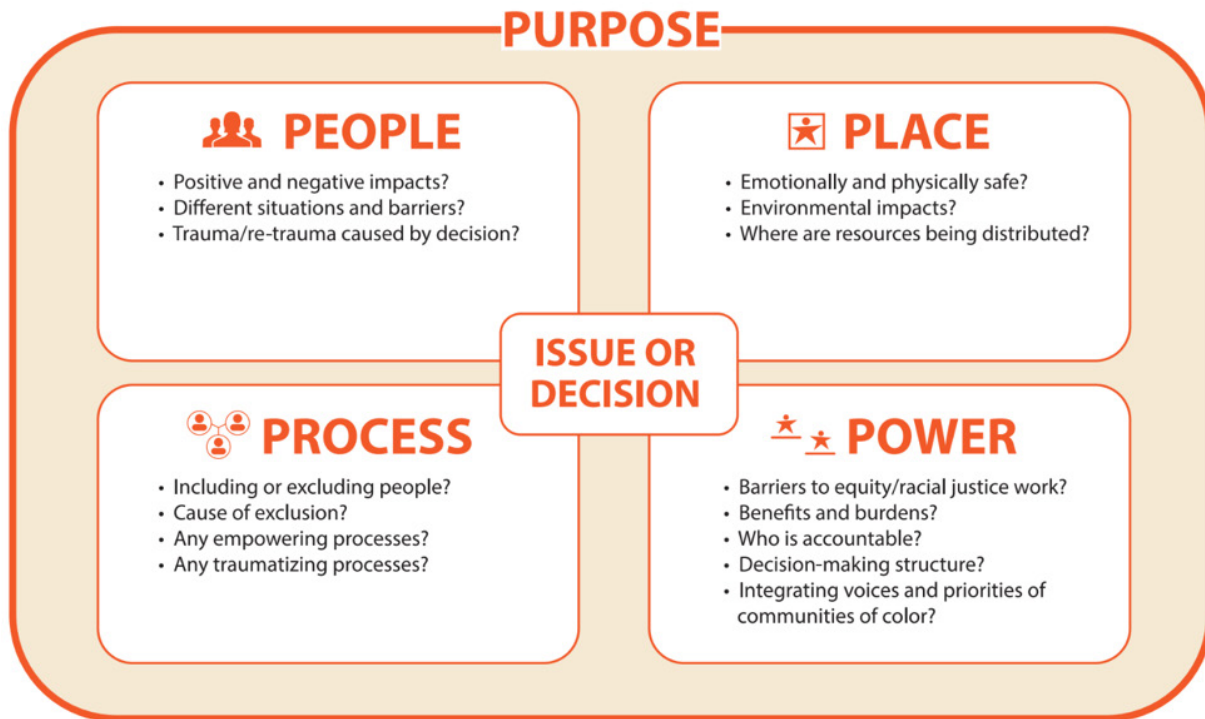 PURPOSE
PEOPLE
• Positive and negative impacts?
• Different situations and barriers?
• Trauma/re-trauma caused by decision?
PLACE
• Emotionally and physically safe?
• Environmental impacts?
• Where are resources being distributed?
ISSUE OR
DECISION
PROCESS
• Including or excluding people?
• Cause of exclusion?
• Any empowering processes?
• Any traumatizing processes?
POWER
• Barriers to equity/racial justice work?
• Benefits and burdens?
• Who is accountable?
• Decision-making structure?
• Integrating voices and priorities of
communities of color?